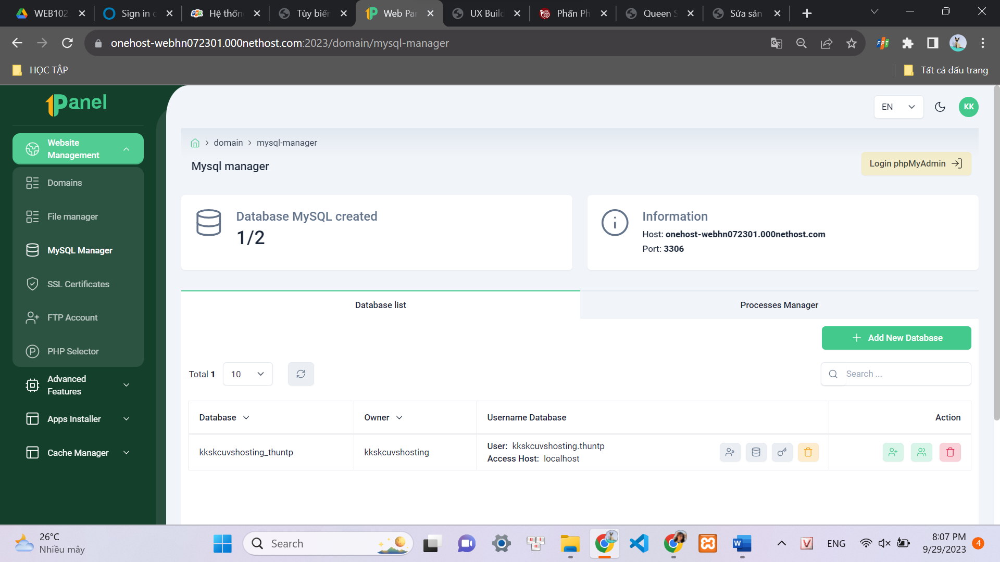 WEB102
Sign in c
Hệ thốn
Tùy biến
Web Pan
UX Build
Phấn Ph
Queen S
Sửa sản
onehost-webhn072301.000nethost.com:2023/domain/mysql-manager
HỌC TẬP
Tất cả dấu trang
1Panel
EN
KK
Website
Management
Domains
File manager
MySQL Manager
SSL Certificates
FTP Account
PHP Selector
Advanced
Features
Apps Installer
Cache Manager
domain
mysql-manager
Mysql manager
Login phpMyAdmin
Database MySQL created
1/2
Information
Host: onehost-webhn072301.000nethost.com
Port: 3306
Database list
Processes Manager
Add New Database
Total 1
10
Search ...
Database
Owner
Username Database
Action
kkskcuvshosting_thuntp
kkskcuvshosting
User: kkskcuvshosting.thuntp
Access Host: localhost
26°C
Nhiều mây
Search
ENG
8:07 PM
9/29/2023
4